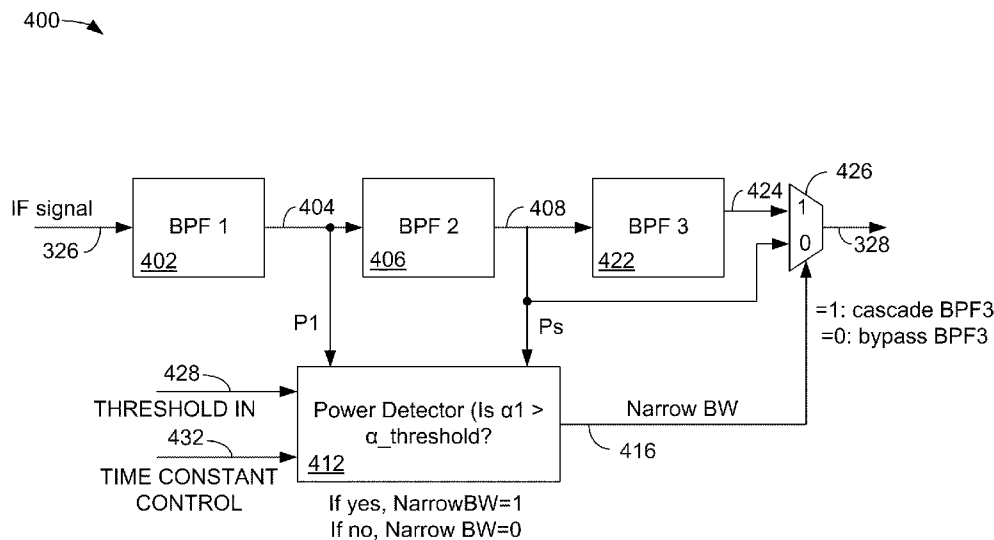 400
IF signal
326
BPF 1
402
404
BPF 2
406
408
BPF 3
422
424
426
1
0
328
P1
Ps
=1: cascade BPF3
=0: bypass BPF3
428
THRESHOLD IN
432
TIME CONSTANT
CONTROL
Power Detector (Is α1 >
α_threshold?
412
Narrow BW
416
If yes, NarrowBW=1
If no, Narrow BW=0